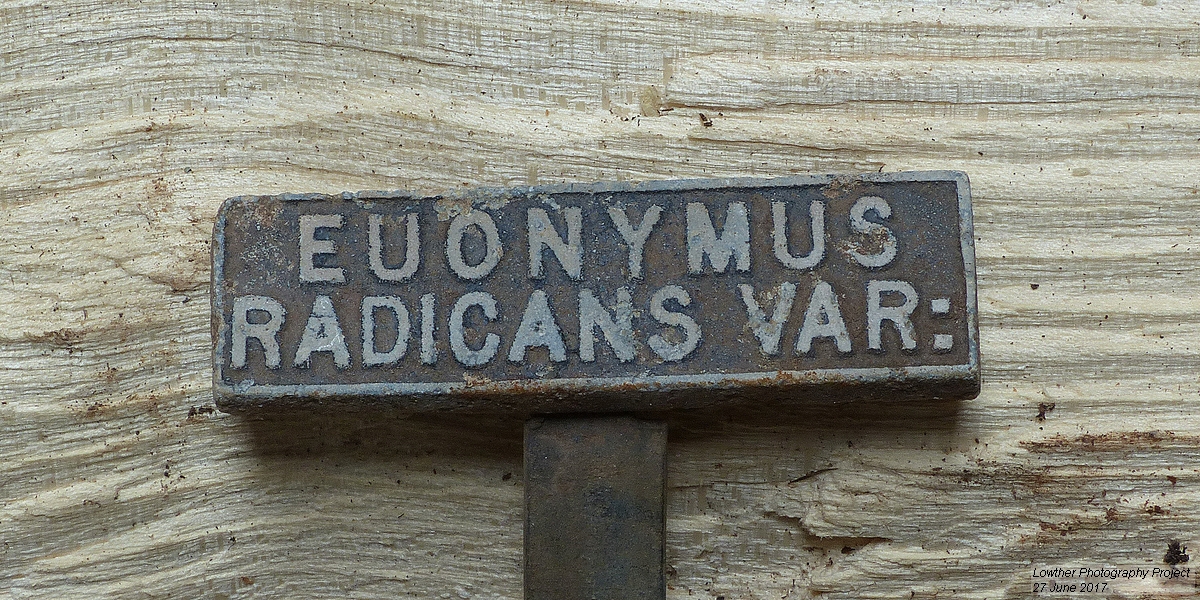 EUONYMUS
RADICANS VAR:
Lowther Photography Project
27 June 2017